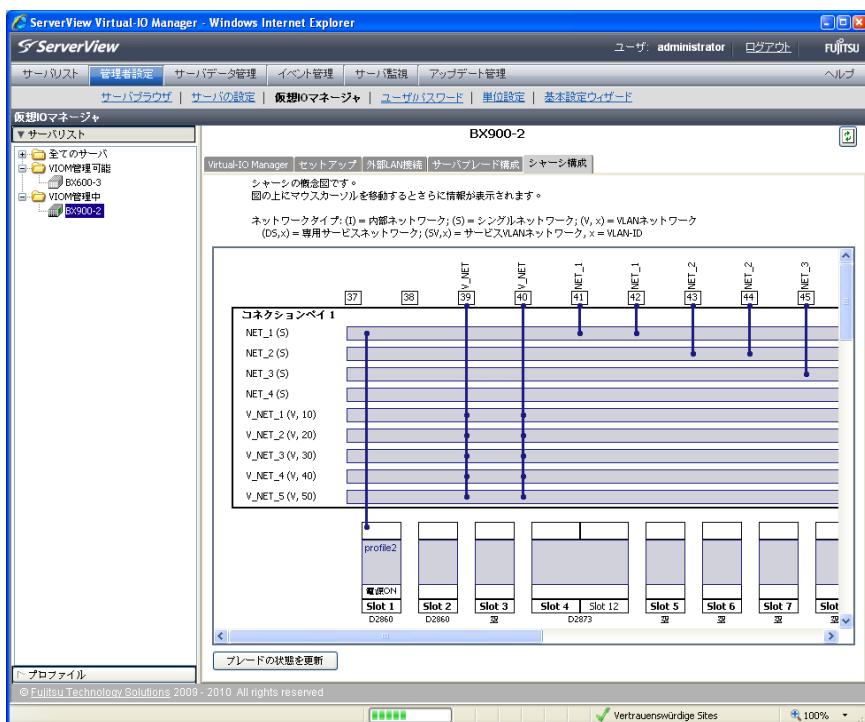 ServerView Virtual-IO Manager - Windows Internet Explorer
ServerView
ユーザ: administrator ログアウト FUJITSU
サーバリスト 管理者設定 サーバデータ管理 イベント管理 サーバ監視 アップデート管理 ヘルプ
サーバブラウザ | サーバの設定 | 仮想IOマネージャ | ユーザ/パスワード | 単位設定 | 基本設定ウィザード
仮想IOマネージャ
▼サーバリスト
全てのサーバ
VIOM管理可能
BX600-3
VIOM管理中
BX900-2
プロファイル
BX900-2
Virtual-IO Manager セットアップ 外部LAN接続 サーバブレード構成 シャーシ構成
シャーシの概念図です。
図の上にマウスカーソルを移動するとさらに情報が表示されます。
ネットワークタイプ: (I) = 内部ネットワーク; (S) = シングルネットワーク; (V, x) = VLANネットワーク
(DS,x) = 専用サービスネットワーク; (SV,x) = サービスVLANネットワーク, x = VLAN-ID
V_NET V_NET NET_1 NET_1 NET_2 NET_2 NET_3
37 38 39 40 41 42 43 44 45
コネクションベイ 1
NET_1 (S)
NET_2 (S)
NET_3 (S)
NET_4 (S)
V_NET_1 (V, 10)
V_NET_2 (V, 20)
V_NET_3 (V, 30)
V_NET_4 (V, 40)
V_NET_5 (V, 50)
profile2
電源ON
Slot 1 Slot 2 Slot 3 Slot 4 Slot 12 Slot 5 Slot 6 Slot 7 Slot
D2860 D2860 空 D2873 空 空 空 空
ブレードの状態を更新
© Fujitsu Technology Solutions 2009 - 2010 All rights reserved
Vertrauenswürdige Sites 100%